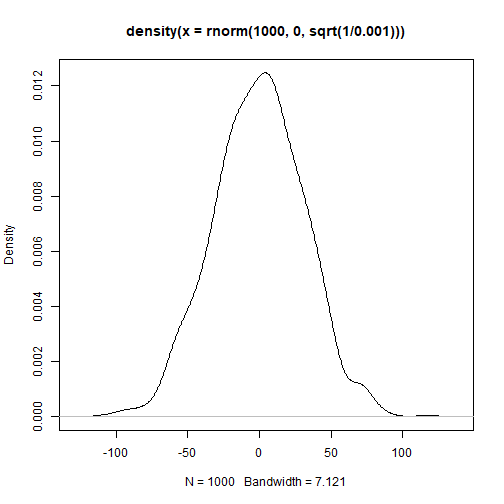 density(x = rnorm(1000, 0, sqrt(1/0.001)))
Density
0.012
0.010
0.008
0.006
0.004
0.002
0.000
-100 -50 0 50 100
N = 1000 Bandwidth = 7.121